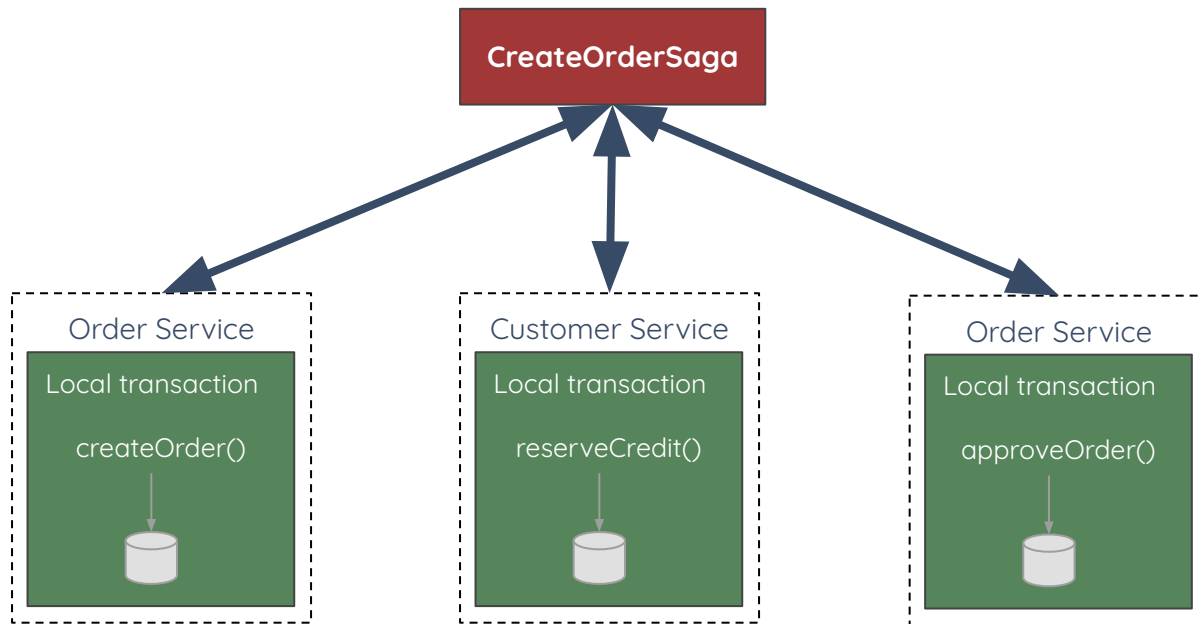 CreateOrderSaga
Order Service
Local transaction
createOrder()
Customer Service
Local transaction
reserveCredit()
Order Service
Local transaction
approveOrder()